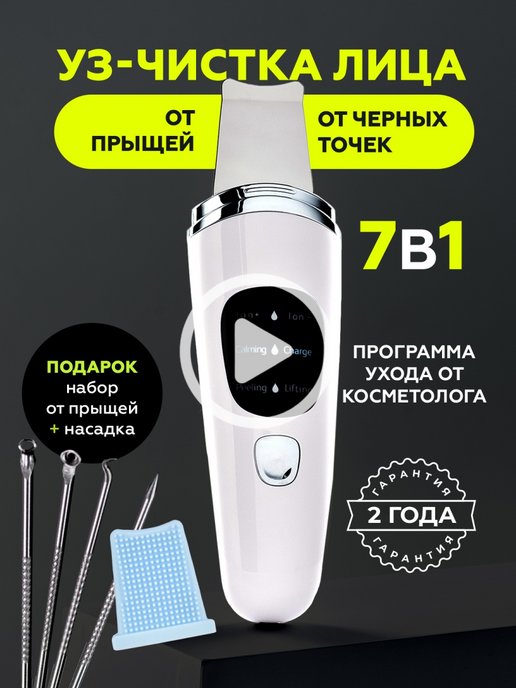 УЗ-ЧИСТКА ЛИЦА
ОТ
ПРЫЩЕЙ
ОТ ЧЕРНЫХ
ТОЧЕК
7В1
Calming Charge
Lifting
ПРОГРАММА
УХОДА ОТ
КОСМЕТОЛОГА
ПОДАРОК
набор
от прыщей
+ насадка
ГАРАНТИЯ
2 ГОДА
ГАРАНТИЯ